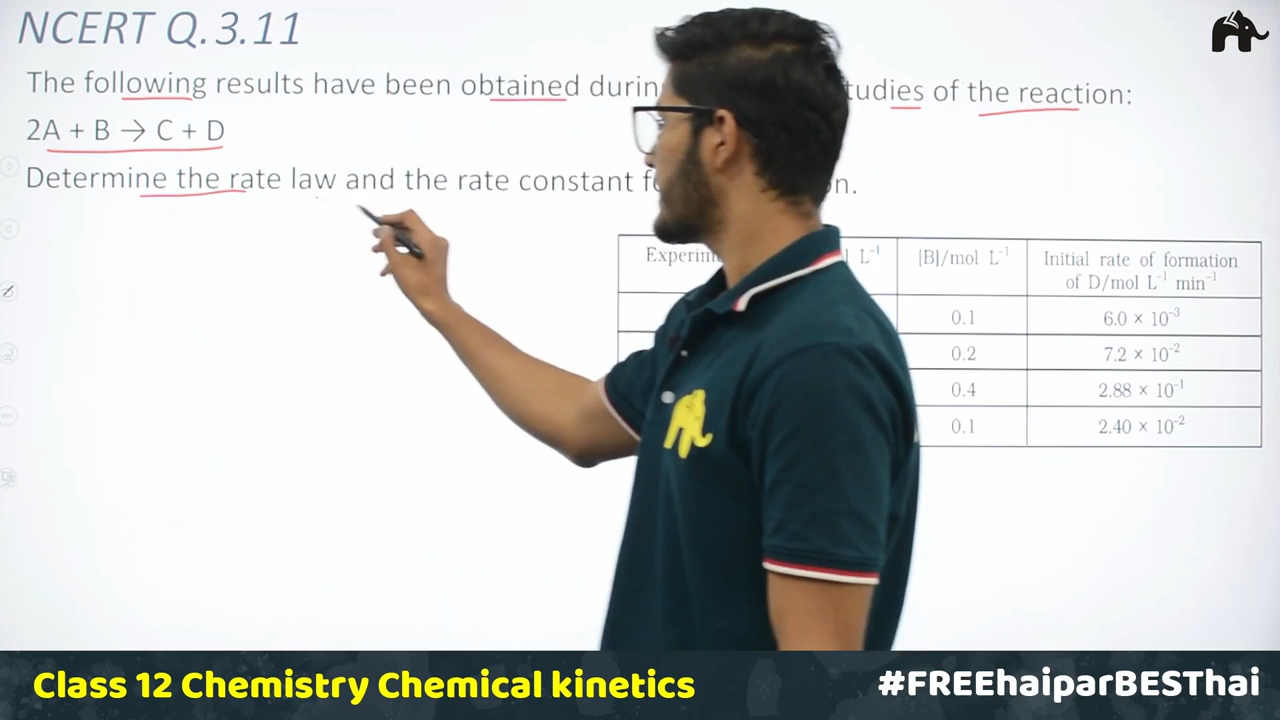 NCERT Q.3.11
The following results have been obtained tudies of the reaction:
2A + B → C + D
Determine the rate law and the rate constant
L⁻¹ [B]/mol L⁻¹ Initial rate of formation
of D/mol L⁻¹ min⁻¹
0.1 6.0 × 10⁻³
0.2 7.2 × 10⁻²
0.4 2.88 × 10⁻¹
0.1 2.40 × 10⁻²
Class 12 Chemistry Chemical kinetics
#FREEhaiparBESThai